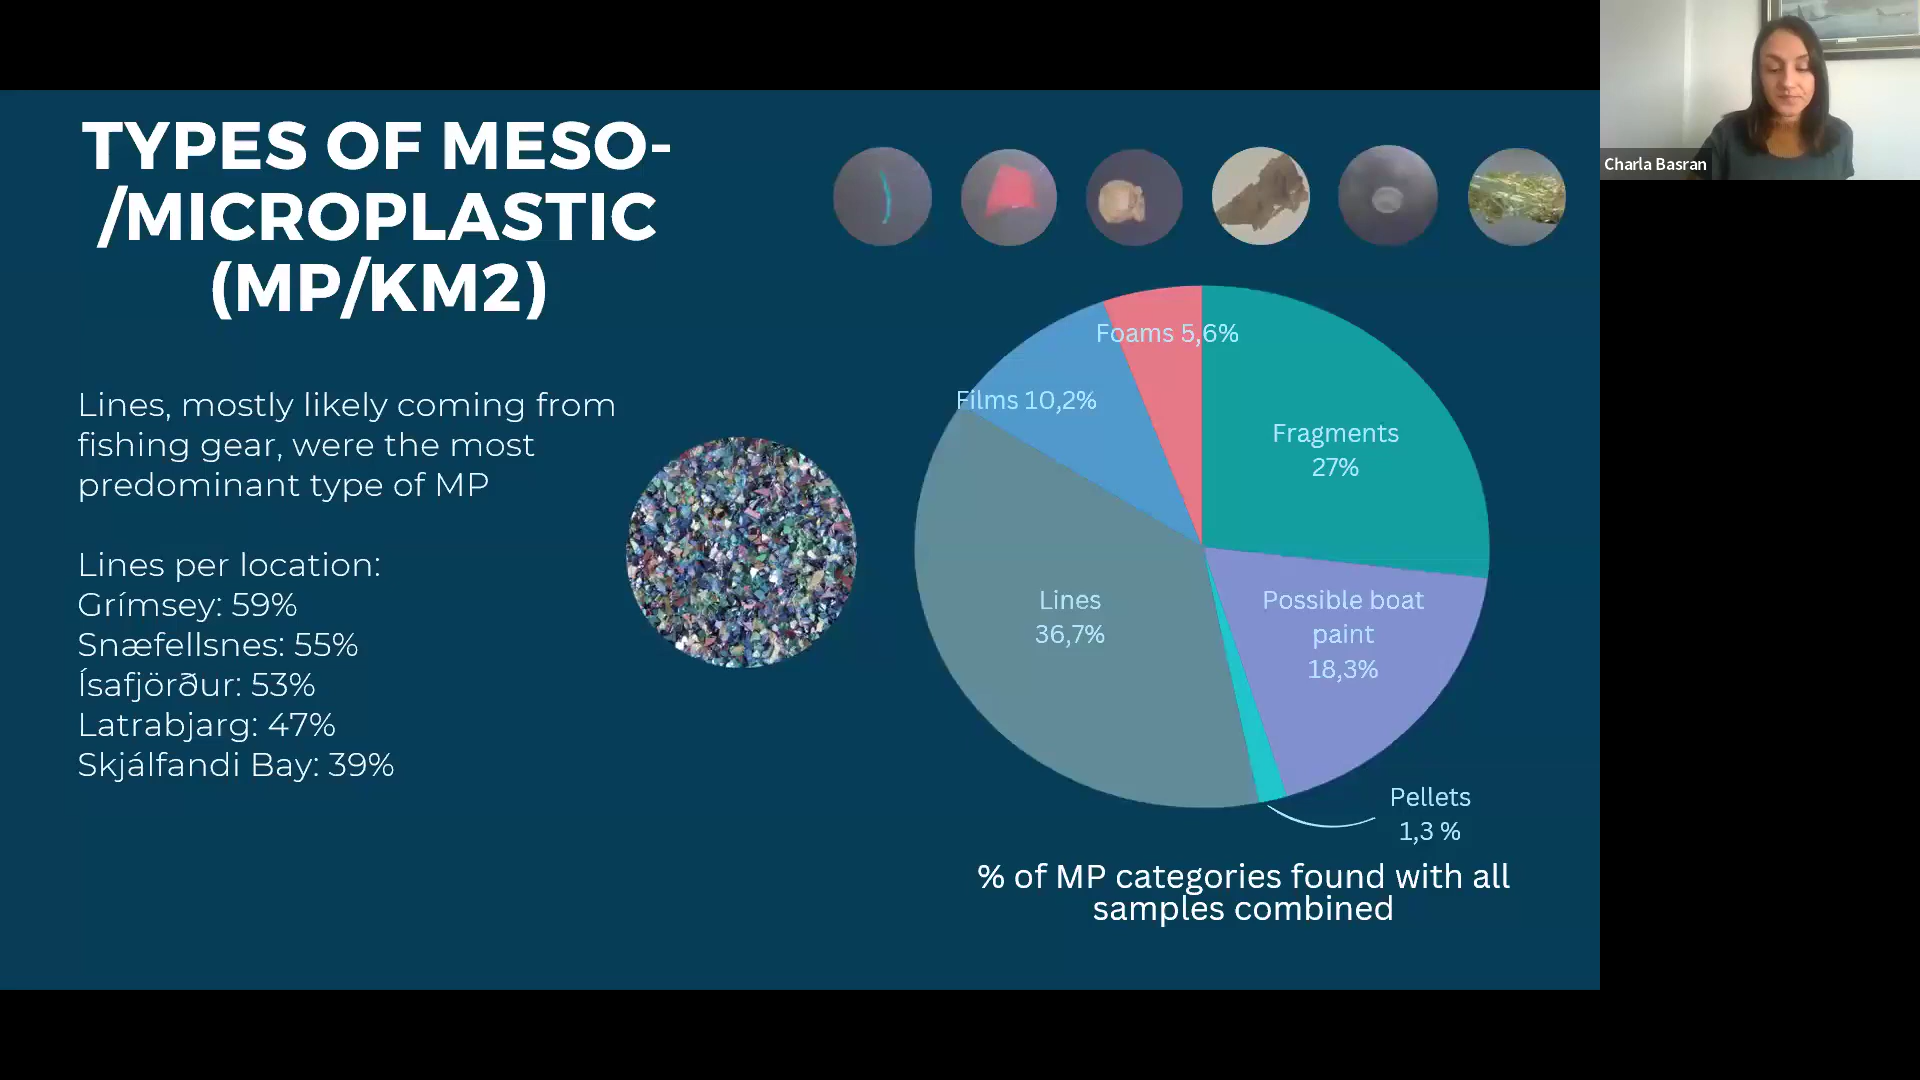 TYPES OF MESO-
/MICROPLASTIC
(MP/KM2)
Lines, mostly likely coming from
fishing gear, were the most
predominant type of MP
Lines per location:
Grímsey: 59%
Snæfellsnes: 55%
Ísafjörður: 53%
Latrabjarg: 47%
Skjálfandi Bay: 39%
Foams 5,6%
Films 10,2%
Fragments
27%
Lines
36,7%
Possible boat
paint
18,3%
Pellets
1,3 %
% of MP categories found with all
samples combined
Charla Basran